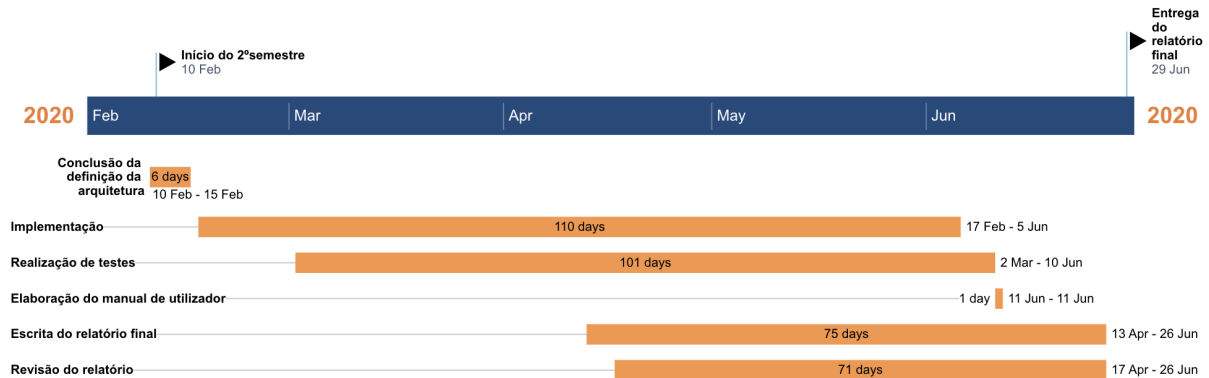 Entrega
do
relatório
final
29 Jun
Início do 2ºsemestre
10 Feb
2020 Feb Mar Apr May Jun 2020
Conclusão da
definição da
arquitetura
6 days
10 Feb - 15 Feb
Implementação 110 days 17 Feb - 5 Jun
Realização de testes 101 days 2 Mar - 10 Jun
Elaboração do manual de utilizador 1 day 11 Jun - 11 Jun
Escrita do relatório final 75 days 13 Apr - 26 Jun
Revisão do relatório 71 days 17 Apr - 26 Jun